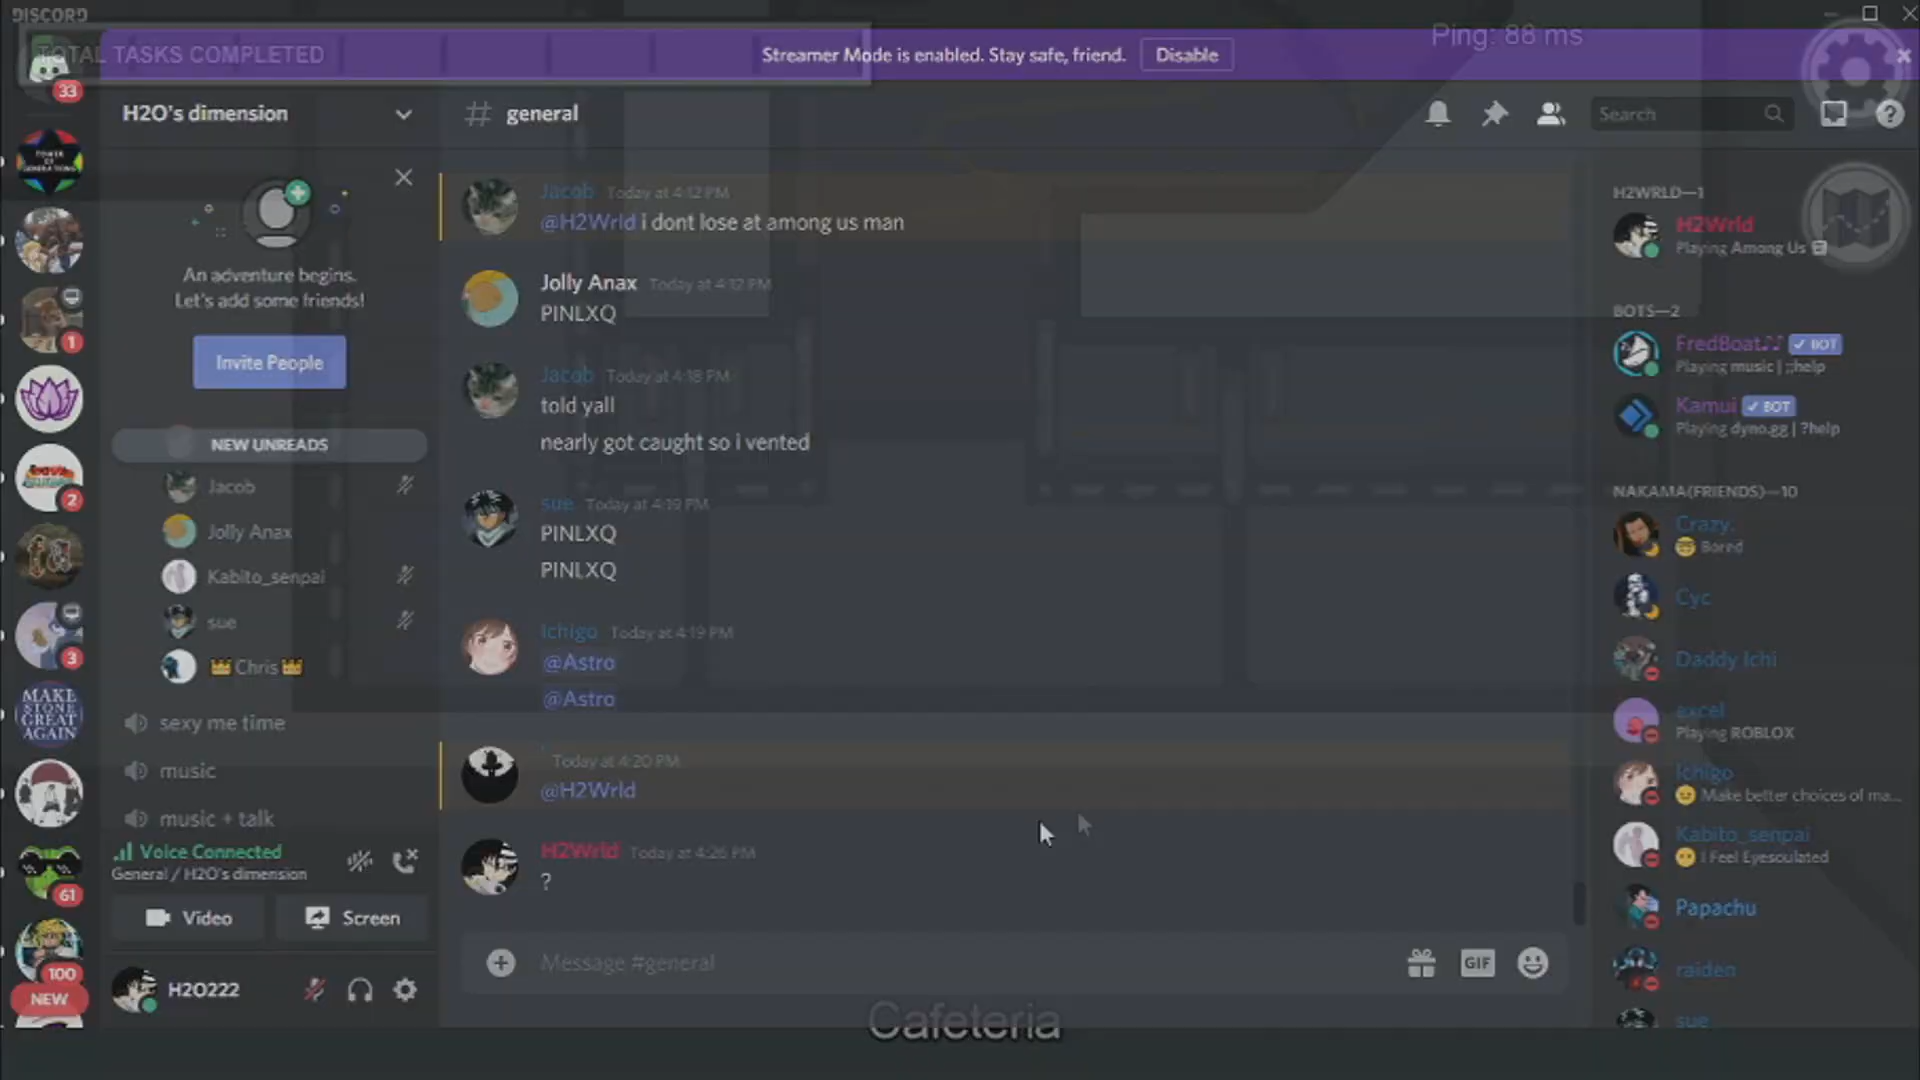 DISCORD
Ping: 88 ms
TOTAL TASKS COMPLETED
Streamer Mode is enabled. Stay safe, friend.
Disable
33
TOWER OF GENERATIONS
1
2
3
MAKE STONE GREAT AGAIN
61
100
NEW
H2O's dimension
An adventure begins.
Let's add some friends!
Invite People
NEW UNREADS
Jacob
Jolly Anax
Kabito_senpai
sue
👑 Chris 👑
sexy me time
music
music + talk
Voice Connected
General / H2O's dimension
Video
Screen
H2O222
# general
Search
Jacob Today at 4:12 PM
@H2Wrld i dont lose at among us man
Jolly Anax Today at 4:12 PM
PINLXQ
Jacob Today at 4:18 PM
told yall
nearly got caught so i vented
sue Today at 4:19 PM
PINLXQ
PINLXQ
Ichigo Today at 4:19 PM
@Astro
@Astro
Today at 4:20 PM
@H2Wrld
H2Wrld Today at 4:26 PM
?
Message #general
GIF
Cafeteria
H2WRLD—1
H2Wrld
Playing Among Us
BOTS—2
FredBoat♪♪ ✓ BOT
Playing music | ;;help
Kamui ✓ BOT
Playing dyno.gg | ?help
NAKAMA(FRIENDS)—10
Crazy.
Bored
Cyc
Daddy Ichi
excel
Playing ROBLOX
Ichigo
Make better choices of ma...
Kabito_senpai
I Feel Eyesoulated
Papachu
raiden
sue